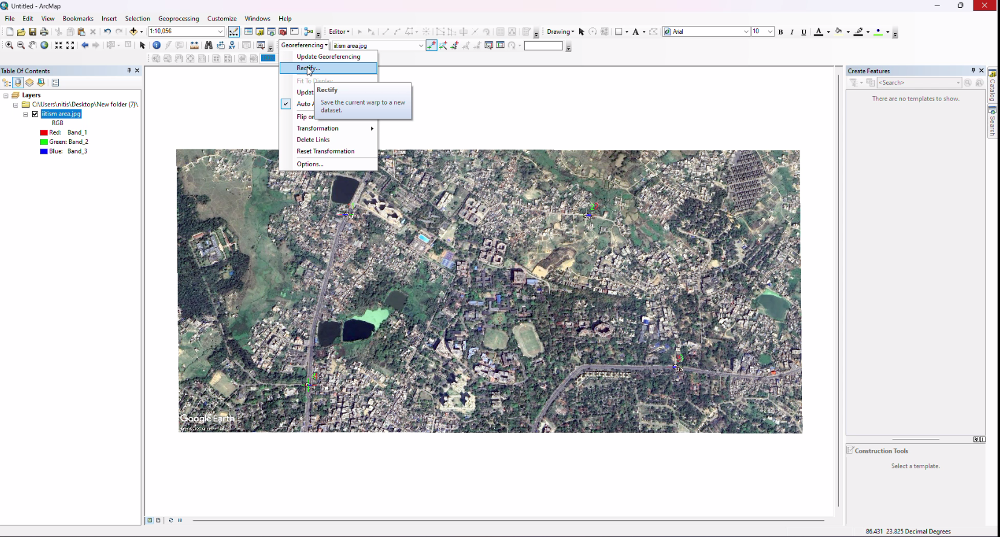 Untitled - ArcMap
File Edit View Bookmarks Insert Selection Geoprocessing Customize Windows Help
1:10,056 Editor Drawing Arial 10 B I U A
Georeferencing iitism area.jpg
Table Of Contents
Layers
C:\Users\nitis\Desktop\New folder (7)\
iitism area.jpg
RGB
Red: Band_1
Green: Band_2
Blue: Band_3
Update Georeferencing
Rectify...
Fit To Display
Updat
Auto A
Flip or
Transformation
Delete Links
Reset Transformation
Options...
Rectify
Save the current warp to a new
dataset.
Google Earth
Create Features
<Search>
There are no templates to show.
Catalog
Search
Construction Tools
Select a template.
86.431 23.825 Decimal Degrees